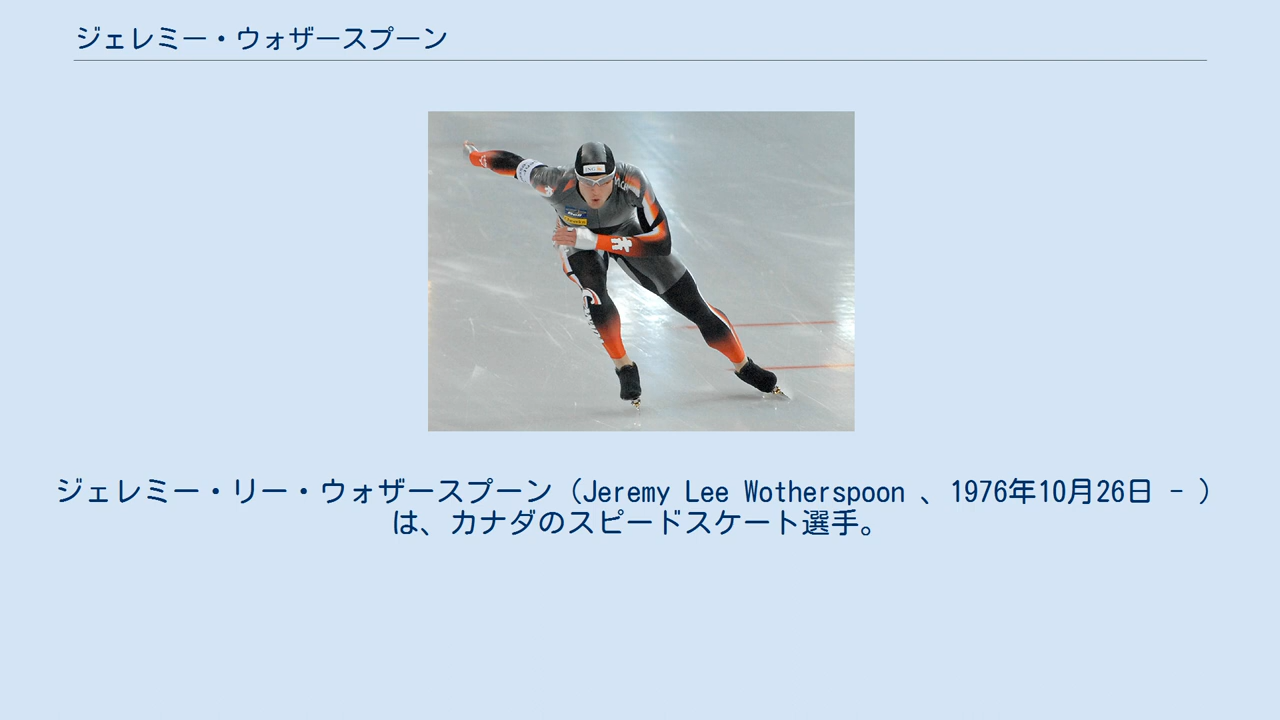 ジェレミー・ウォザースプーン
ジェレミー・リー・ウォザースプーン（Jeremy Lee Wotherspoon 、1976年10月26日 - ）
は、カナダのスピードスケート選手。